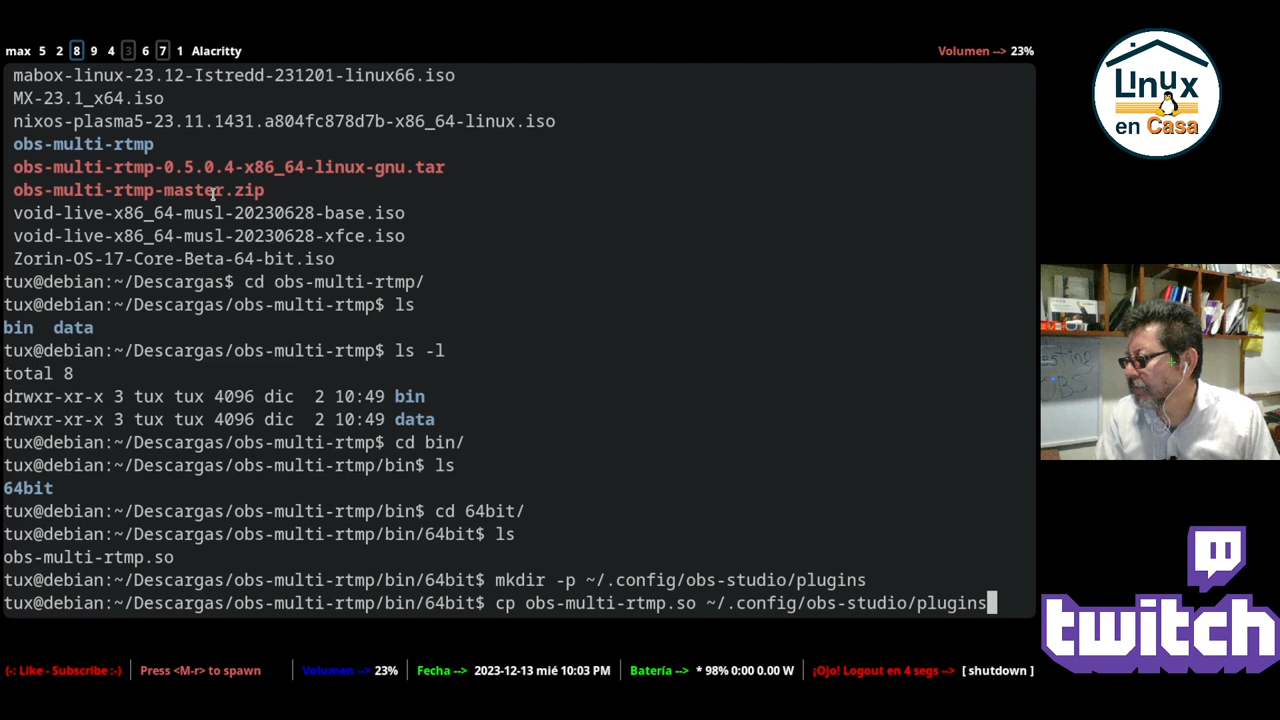 max 5 2 8 9 4 3 6 7 1 Alacritty
Volumen --> 23%
mabox-linux-23.12-Istredd-231201-linux66.iso
MX-23.1_x64.iso
nixos-plasma5-23.11.1431.a804fc878d7b-x86_64-linux.iso
obs-multi-rtmp
obs-multi-rtmp-0.5.0.4-x86_64-linux-gnu.tar
obs-multi-rtmp-master.zip
void-live-x86_64-musl-20230628-base.iso
void-live-x86_64-musl-20230628-xfce.iso
Zorin-OS-17-Core-Beta-64-bit.iso
tux@debian:~/Descargas$ cd obs-multi-rtmp/
tux@debian:~/Descargas/obs-multi-rtmp$ ls
bin  data
tux@debian:~/Descargas/obs-multi-rtmp$ ls -l
total 8
drwxr-xr-x 3 tux tux 4096 dic  2 10:49 bin
drwxr-xr-x 3 tux tux 4096 dic  2 10:49 data
tux@debian:~/Descargas/obs-multi-rtmp$ cd bin/
tux@debian:~/Descargas/obs-multi-rtmp/bin$ ls
64bit
tux@debian:~/Descargas/obs-multi-rtmp/bin$ cd 64bit/
tux@debian:~/Descargas/obs-multi-rtmp/bin/64bit$ ls
obs-multi-rtmp.so
tux@debian:~/Descargas/obs-multi-rtmp/bin/64bit$ mkdir -p ~/.config/obs-studio/plugins
tux@debian:~/Descargas/obs-multi-rtmp/bin/64bit$ cp obs-multi-rtmp.so ~/.config/obs-studio/plugins
(-: Like - Subscribe :-)
Press <M-r> to spawn
Volumen --> 23%
Fecha --> 2023-12-13 mié 10:03 PM
Batería --> * 98% 0:00 0.00 W
¡Ojo! Logout en 4 segs --> [ shutdown ]
LInux
en Casa
esting
OBS
twitch